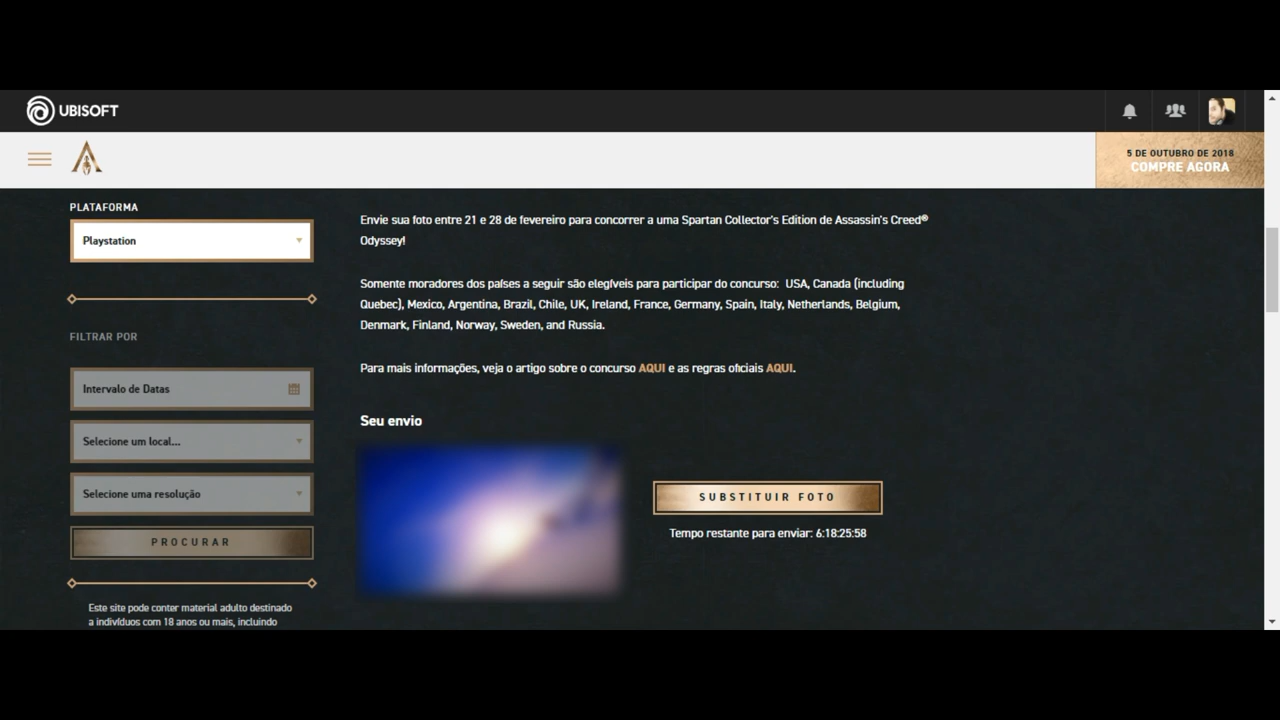 UBISOFT
5 DE OUTUBRO DE 2018
COMPRE AGORA
PLATAFORMA
Playstation
FILTRAR POR
Intervalo de Datas
Selecione um local...
Selecione uma resolução
PROCURAR
Este site pode conter material adulto destinado
a indivíduos com 18 anos ou mais, incluindo
Envie sua foto entre 21 e 28 de fevereiro para concorrer a uma Spartan Collector's Edition de Assassin's Creed®
Odyssey!
Somente moradores dos países a seguir são elegíveis para participar do concurso: USA, Canada (including
Quebec), Mexico, Argentina, Brazil, Chile, UK, Ireland, France, Germany, Spain, Italy, Netherlands, Belgium,
Denmark, Finland, Norway, Sweden, and Russia.
Para mais informações, veja o artigo sobre o concurso AQUI e as regras oficiais AQUI.
Seu envio
SUBSTITUIR FOTO
Tempo restante para enviar: 6:18:25:58